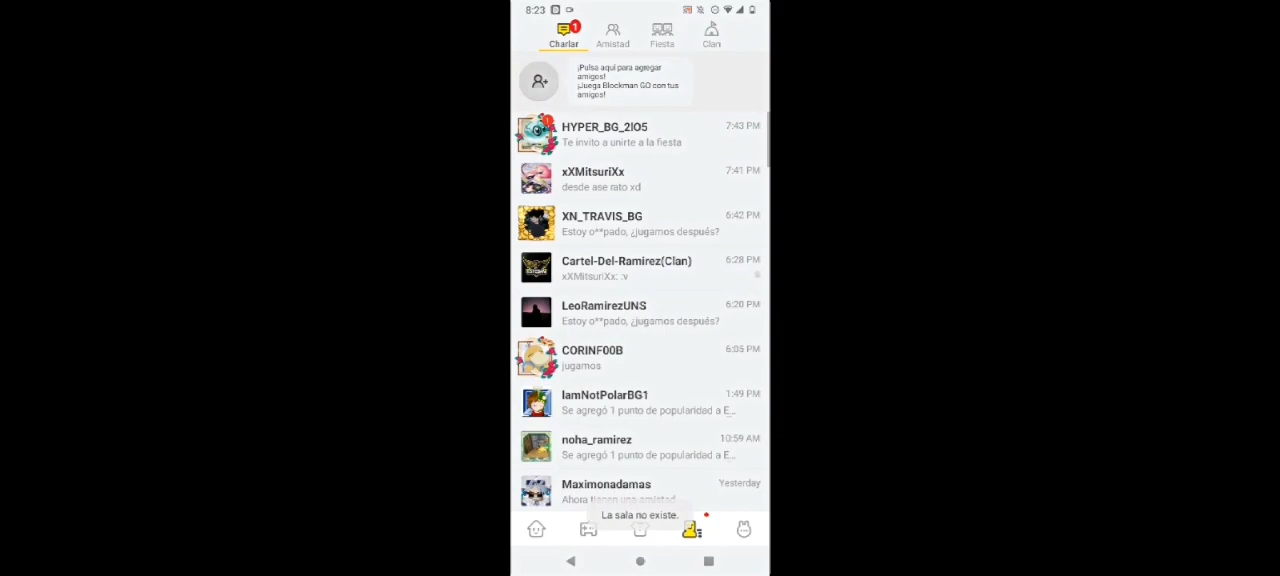 8:23
1
Charlar
Amistad
Fiesta
Clan
¡Pulsa aquí para agregar
amigos!
¡Juega Blockman GO con tus
amigos!
1
HYPER_BG_2lO5
7:43 PM
Te invito a unirte a la fiesta
xXMitsuriXx
7:41 PM
desde ase rato xd
XN_TRAVIS_BG
6:42 PM
Estoy o**pado, ¿jugamos después?
Cartel-Del-Ramirez(Clan)
6:28 PM
xXMitsuriXx: :v
LeoRamirezUNS
6:20 PM
Estoy o**pado, ¿jugamos después?
CORINF00B
6:05 PM
jugamos
IamNotPolarBG1
1:49 PM
Se agregó 1 punto de popularidad a E...
noha_ramirez
10:59 AM
Se agregó 1 punto de popularidad a E...
Maximonadamas
Yesterday
Ahora tienen una amistad
La sala no existe.